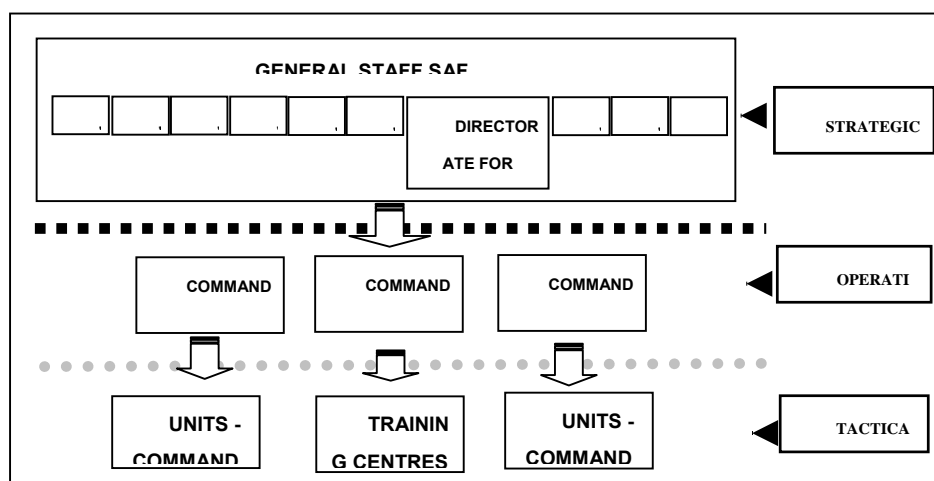 GENERAL STAFF SAF
DIRECTOR
ATE FOR
STRATEGIC
COMMAND
COMMAND
COMMAND
OPERATI
UNITS -
COMMAND
TRAININ
G CENTRES
UNITS -
COMMAND
TACTICA